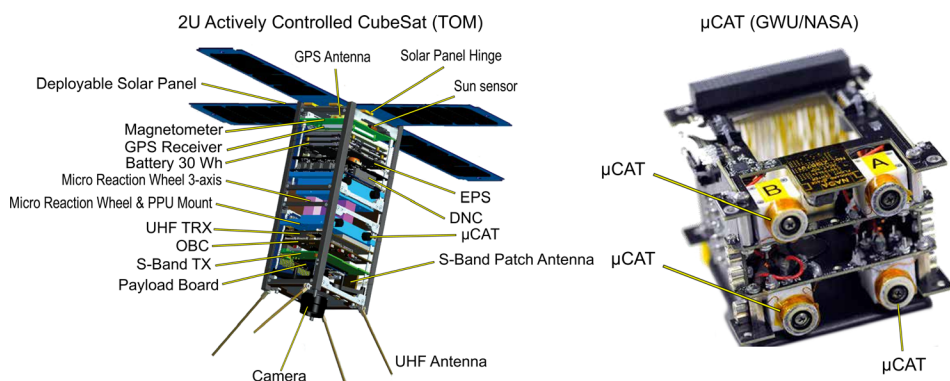 2U Actively Controlled CubeSat (TOM)
GPS Antenna
Solar Panel Hinge
Deployable Solar Panel
Sun sensor
Magnetometer
GPS Receiver
Battery 30 Wh
Micro Reaction Wheel 3-axis
EPS
Micro Reaction Wheel & PPU Mount
DNC
UHF TRX
µCAT
OBC
S-Band TX
S-Band Patch Antenna
Payload Board
UHF Antenna
Camera
µCAT (GWU/NASA)
µCAT
B
A
NASA
µCAT
µCAT